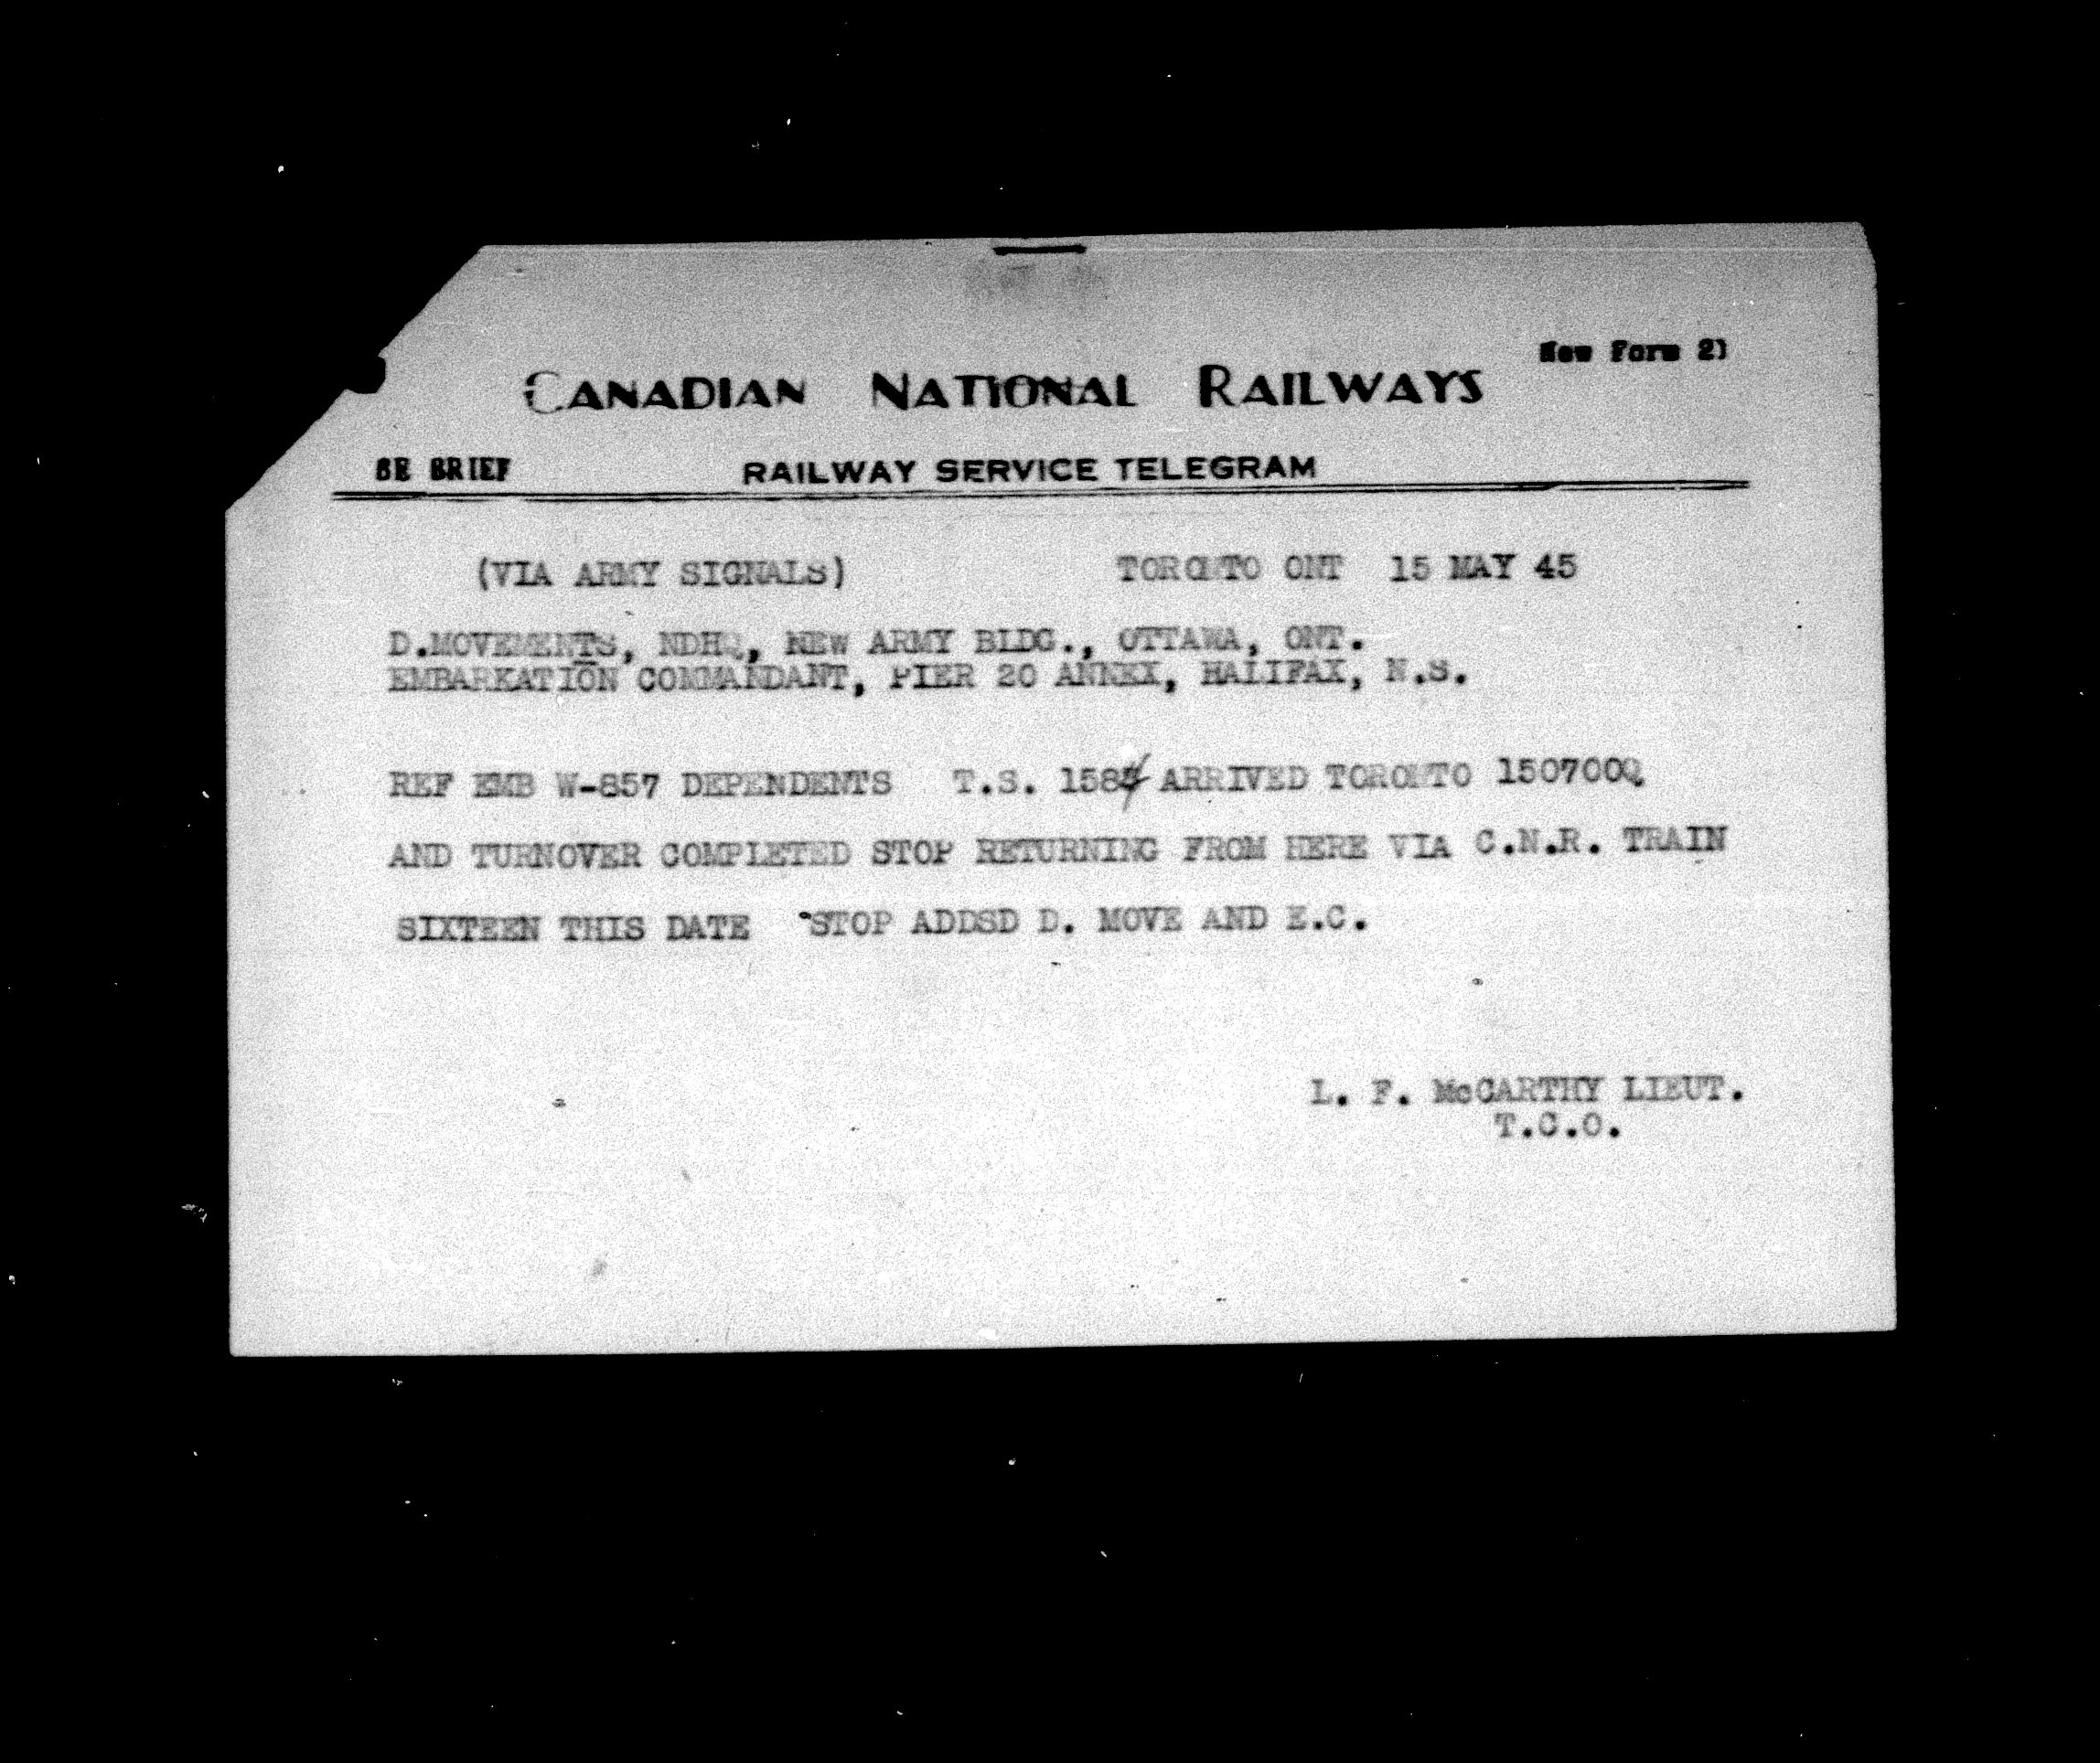 New Form 21
CANADIAN NATIONAL RAILWAYS
BE BRIEF RAILWAY SERVICE TELEGRAM
(VIA ARMY SIGNALS) TORONTO ONT 15 MAY 45
D.MOVEMENTS, NDHQ, NEW ARMY BLDG., OTTAWA, ONT.
EMBARKATION COMMANDANT, PIER 20 ANNEX, HALIFAX, N.S.
REF EMB W-857 DEPENDENTS T.S. 1584 ARRIVED TORONTO 150700Q
AND TURNOVER COMPLETED STOP RETURNING FROM HERE VIA C.N.R. TRAIN
SIXTEEN THIS DATE STOP ADDSD D. MOVE AND E.C.
L. F. McCARTHY LIEUT.
T.C.O.